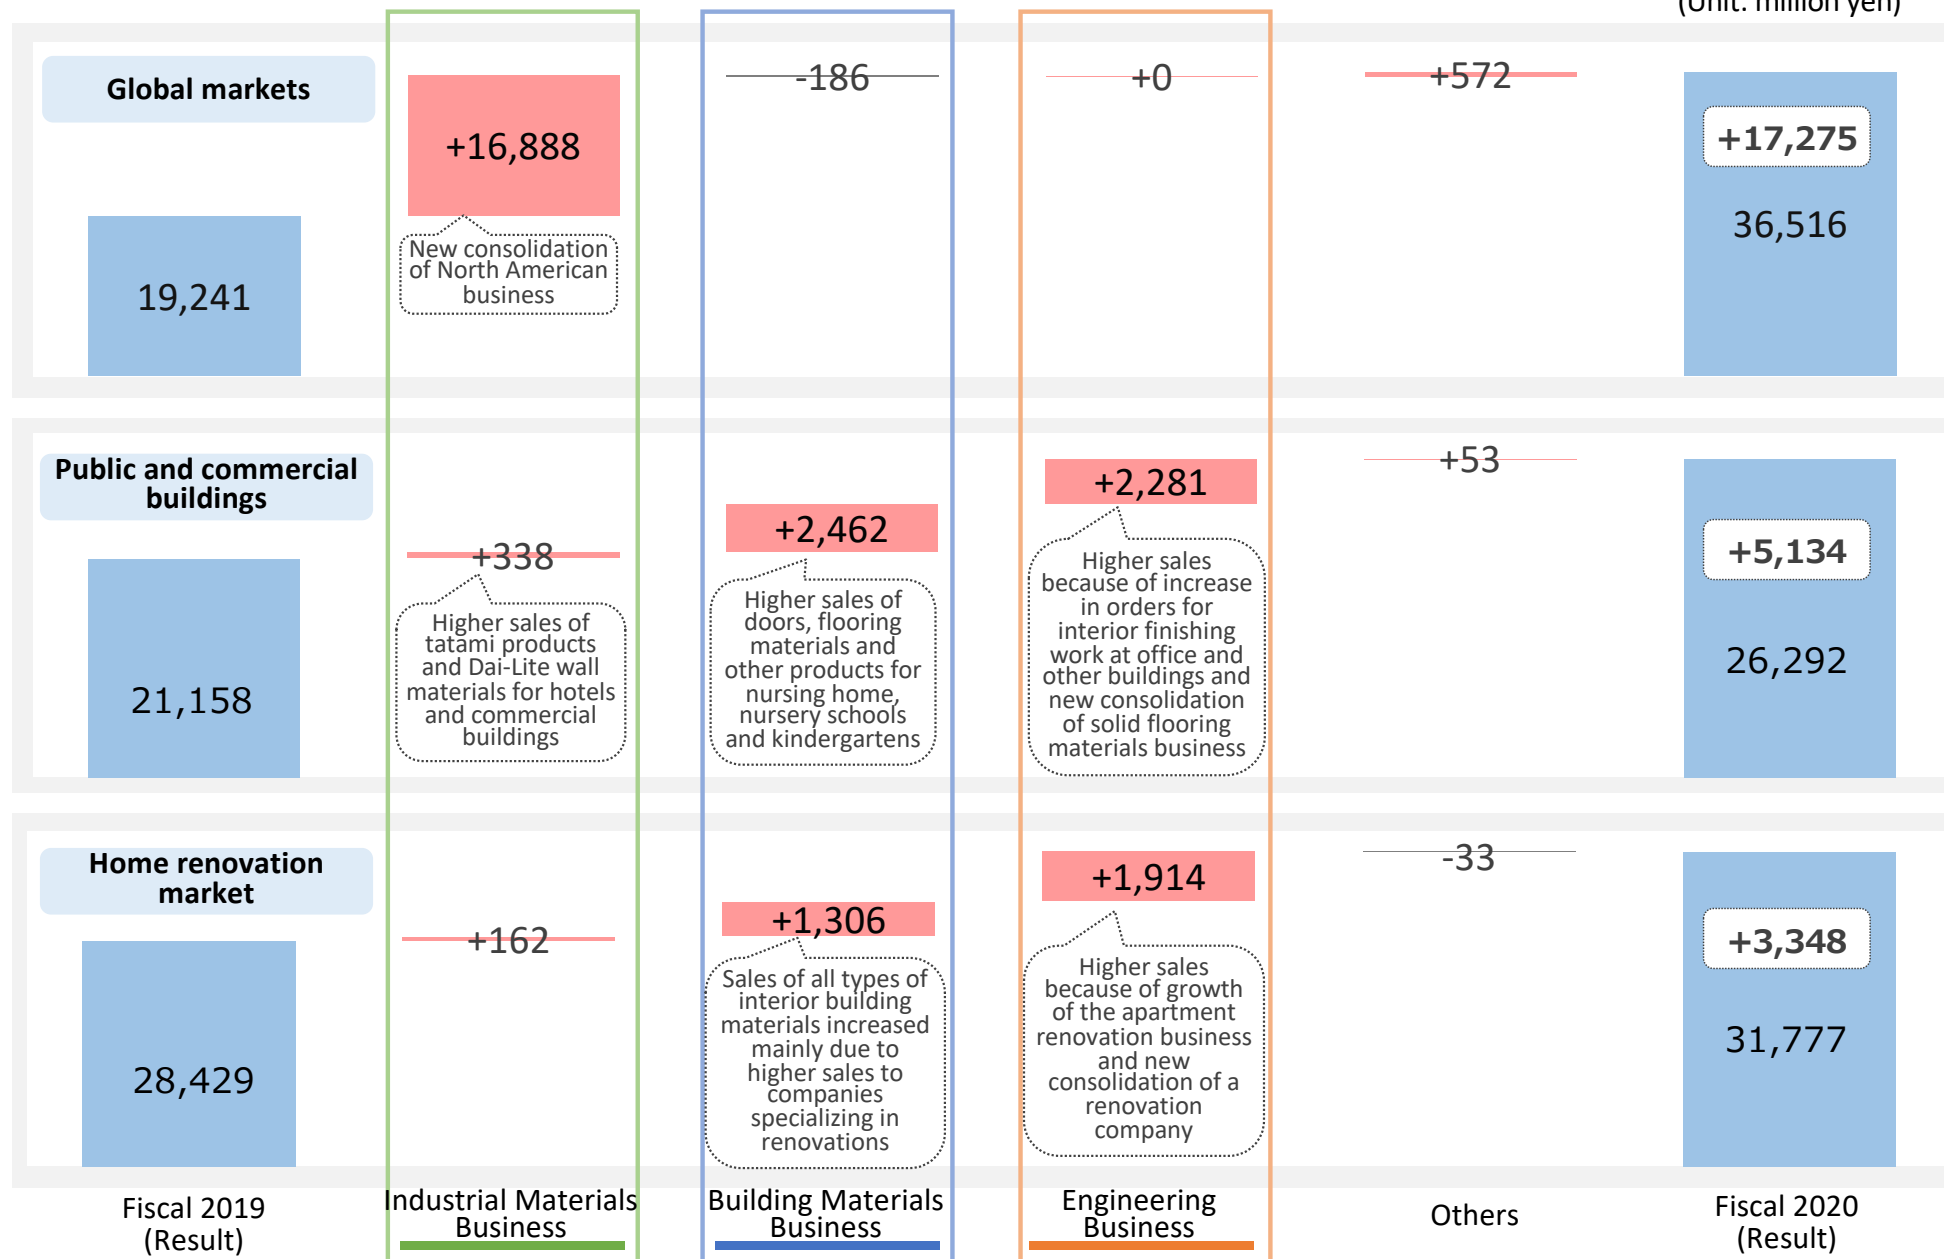 (Unit: million yen)
Global markets
+16,888
-186
+0
+572
+17,275
36,516
19,241
New consolidation
of North American
business
Public and commercial
buildings
+338
+2,462
+2,281
+53
+5,134
26,292
21,158
Higher sales of
tatami products
and Dai-Lite wall
materials for hotels
and commercial
buildings
Higher sales of
doors, flooring
materials and
other products for
nursing home,
nursery schools
and kindergartens
Higher sales
because of increase
in orders for
interior finishing
work at office and
other buildings and
new consolidation
of solid flooring
materials business
Home renovation
market
+162
+1,306
+1,914
-33
+3,348
31,777
28,429
Sales of all types of
interior building
materials increased
mainly due to
higher sales to
companies
specializing in
renovations
Higher sales
because of growth
of the apartment
renovation business
and new
consolidation of a
renovation
company
Fiscal 2019
(Result)
Industrial Materials
Business
Building Materials
Business
Engineering
Business
Others
Fiscal 2020
(Result)